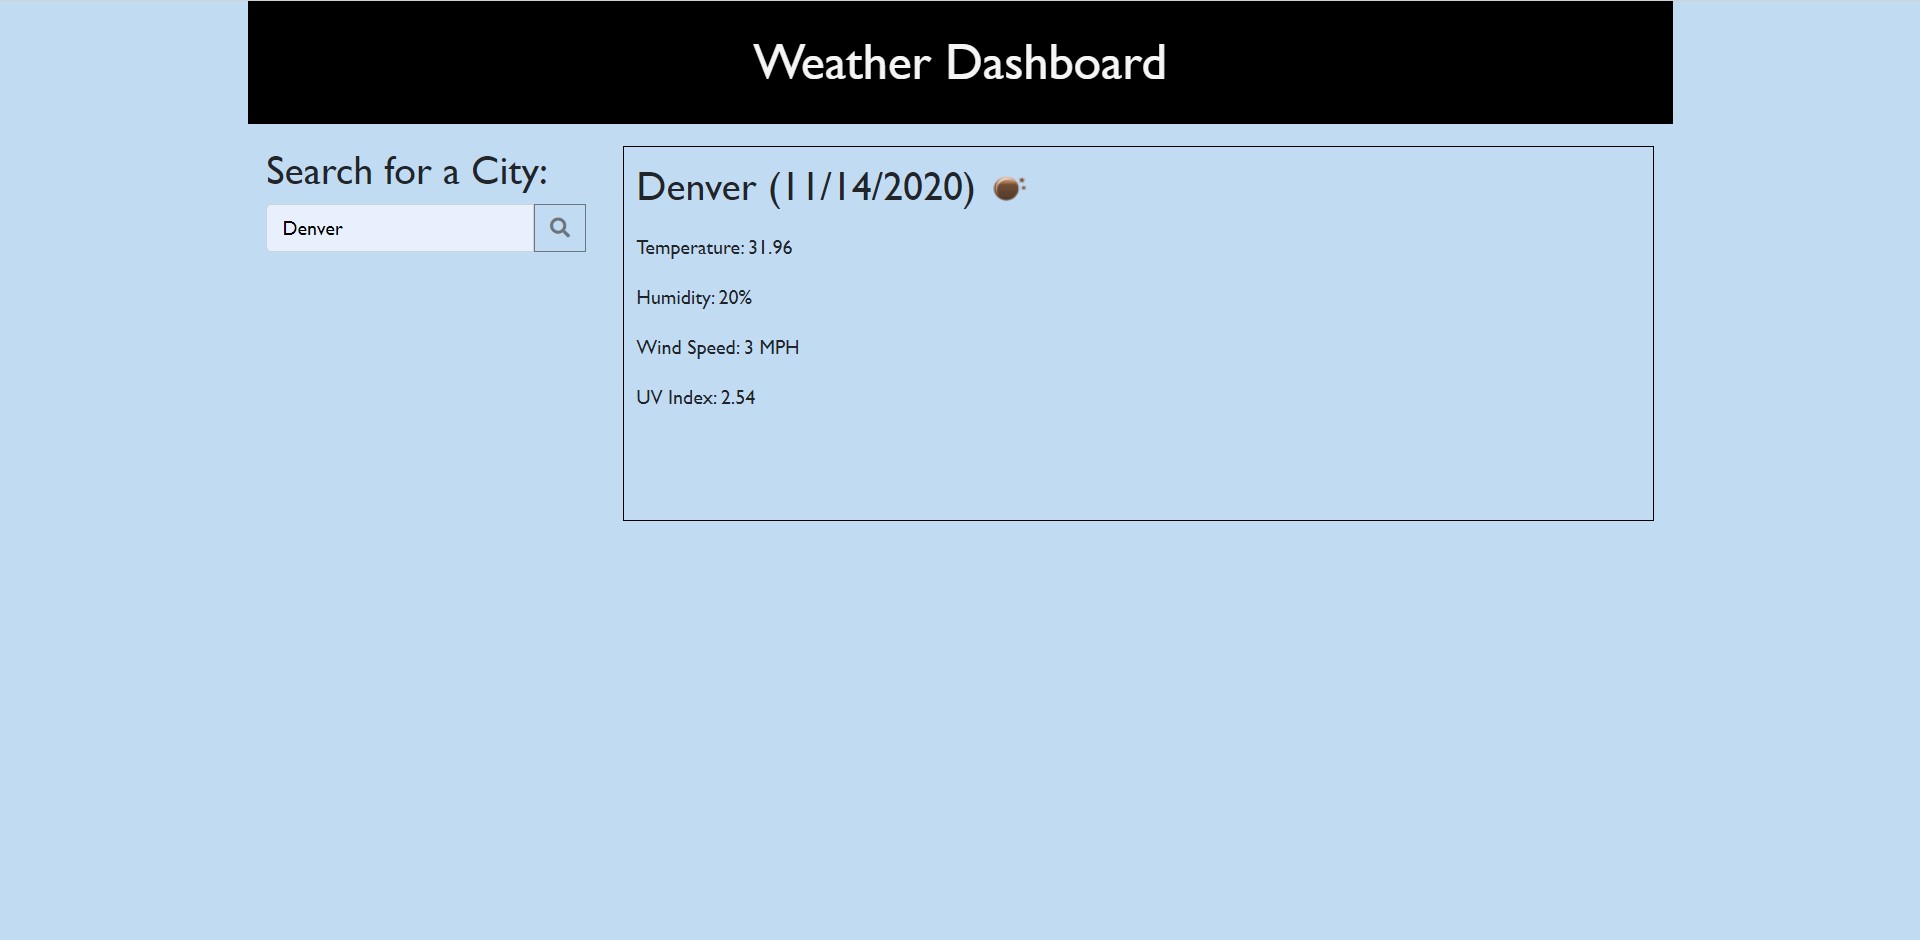 Weather Dashboard
Search for a City:
Denver
Denver (11/14/2020)
Temperature: 31.96
Humidity: 20%
Wind Speed: 3 MPH
UV Index: 2.54